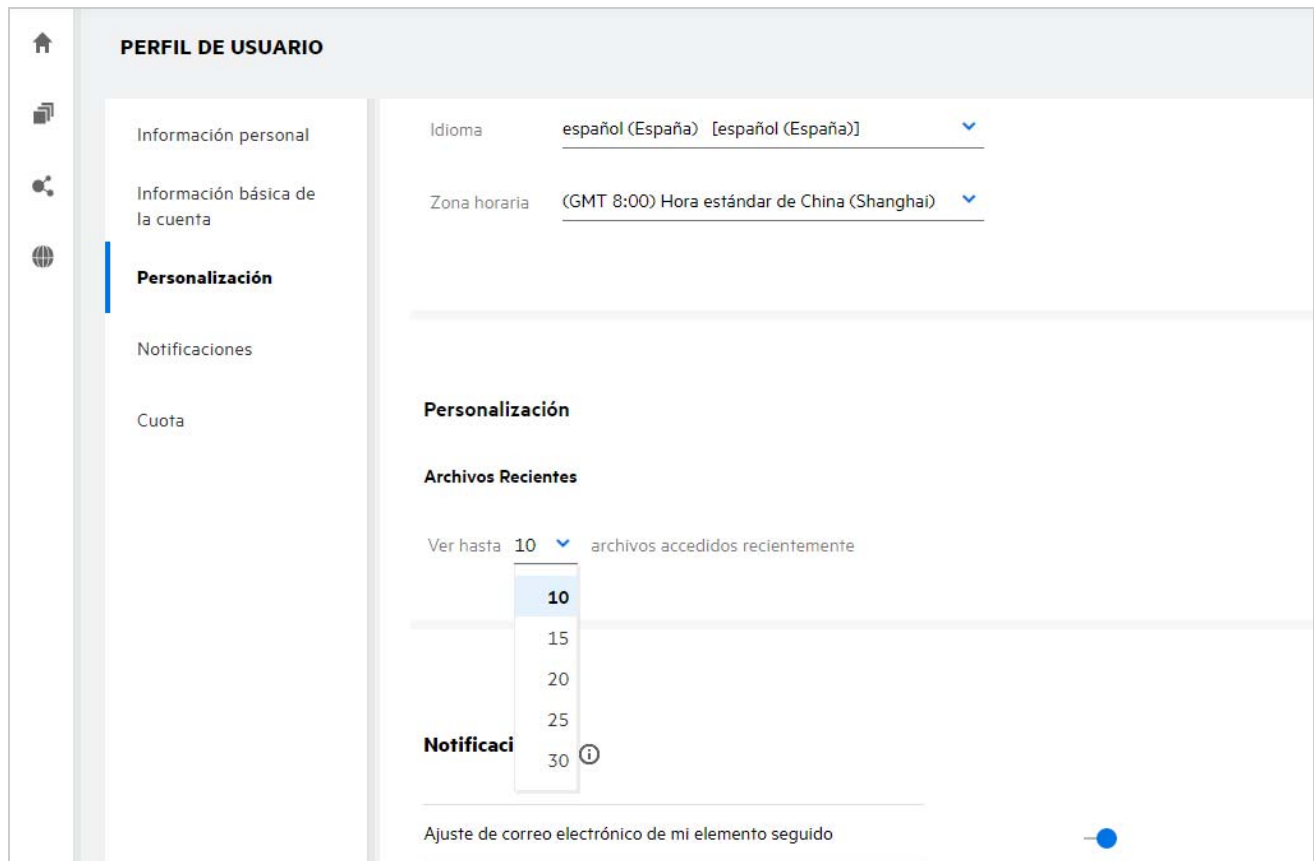 PERFIL DE USUARIO
Información personal
Información básica de
la cuenta
Personalización
Notificaciones
Cuota
Idioma español (España) [español (España)]
Zona horaria (GMT 8:00) Hora estándar de China (Shanghai)
Personalización
Archivos Recientes
Ver hasta 10 archivos accedidos recientemente
10
15
20
25
30
Notificaci
Ajuste de correo electrónico de mi elemento seguido